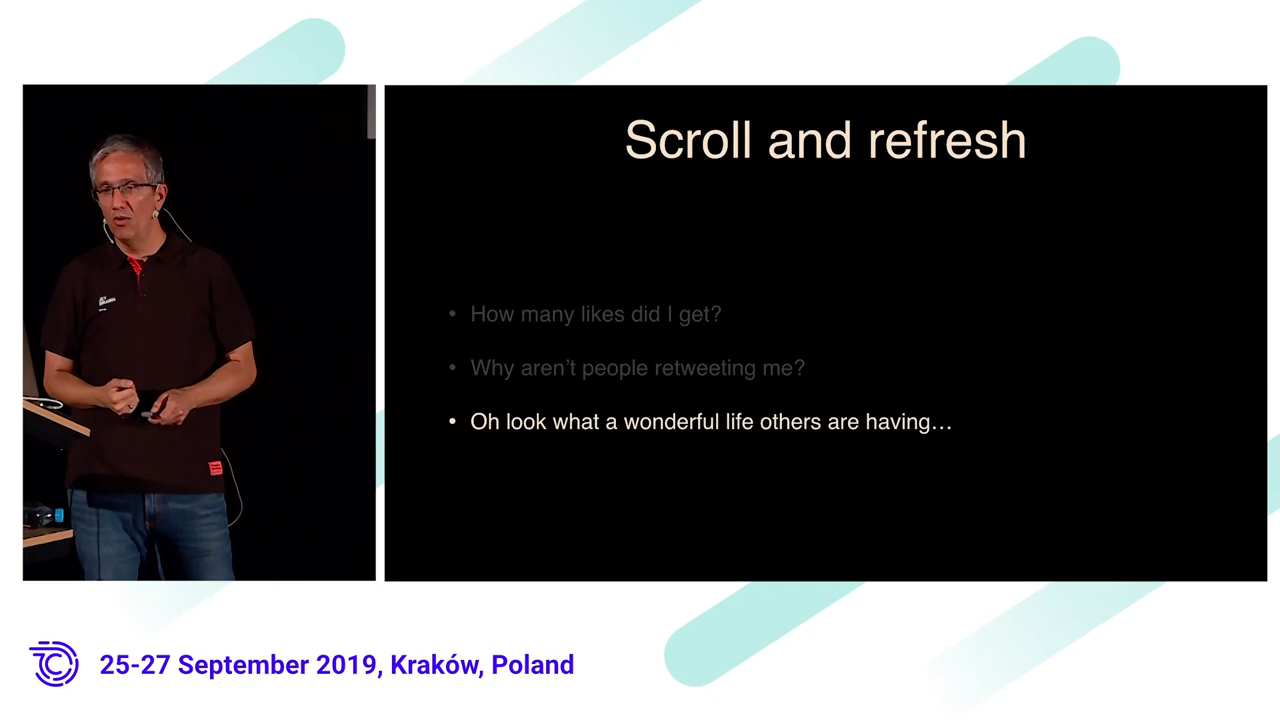 Scroll and refresh
• How many likes did I get?
• Why aren’t people retweeting me?
• Oh look what a wonderful life others are having…
25-27 September 2019, Kraków, Poland